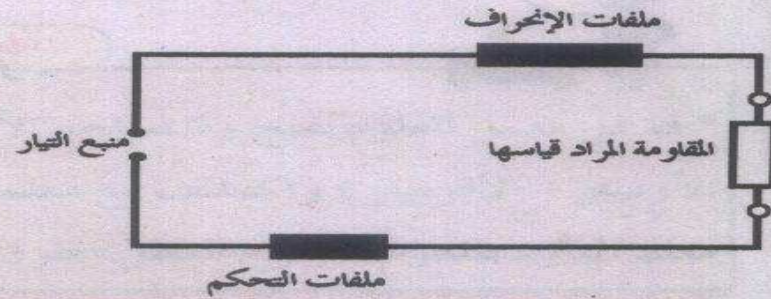 ملفات الإنحراف
منبع التيار
المقاومة المراد قياسها
ملفات التحكم